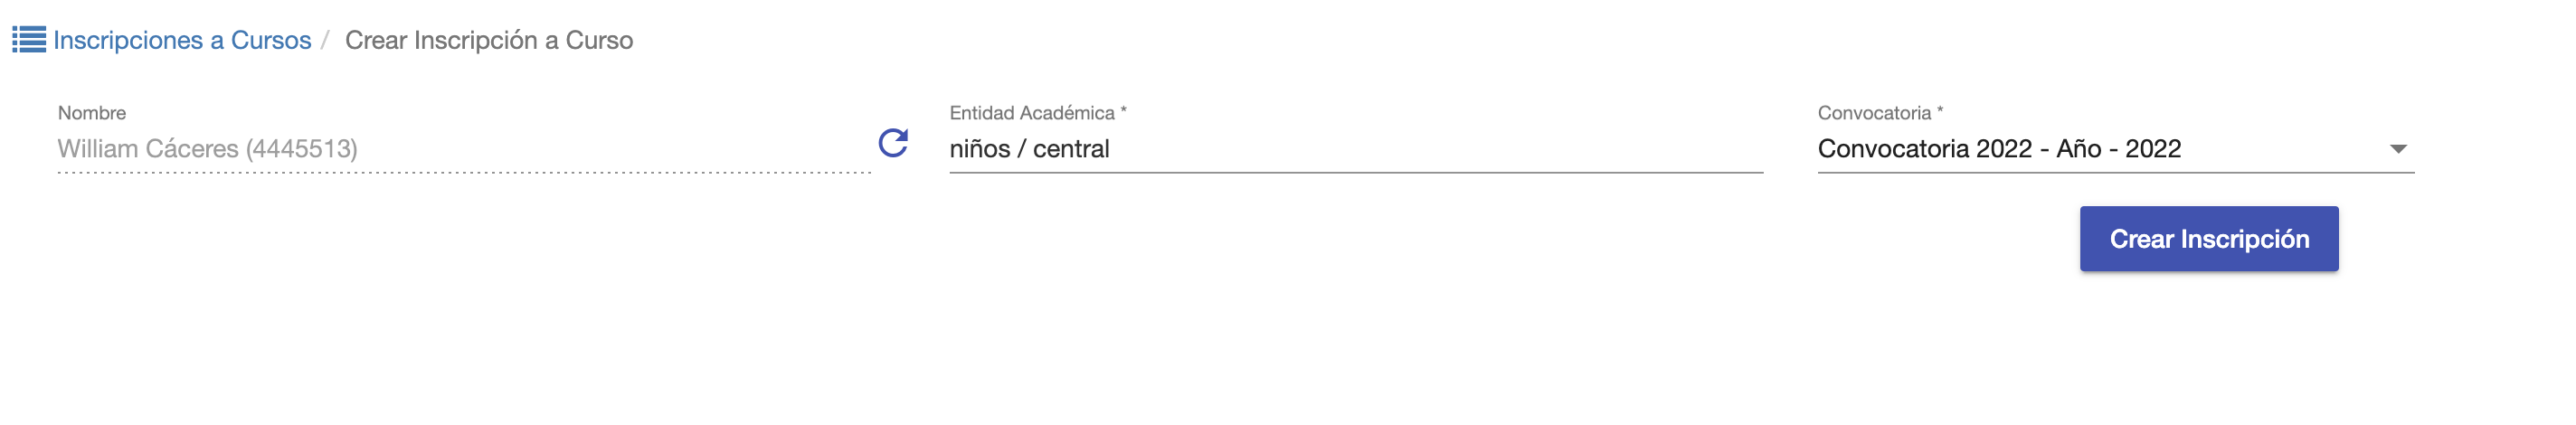 Inscripciones a Cursos / Crear Inscripción a Curso
Nombre
William Cáceres (4445513)
Entidad Académica *
niños / central
Convocatoria *
Convocatoria 2022 - Año - 2022
Crear Inscripción